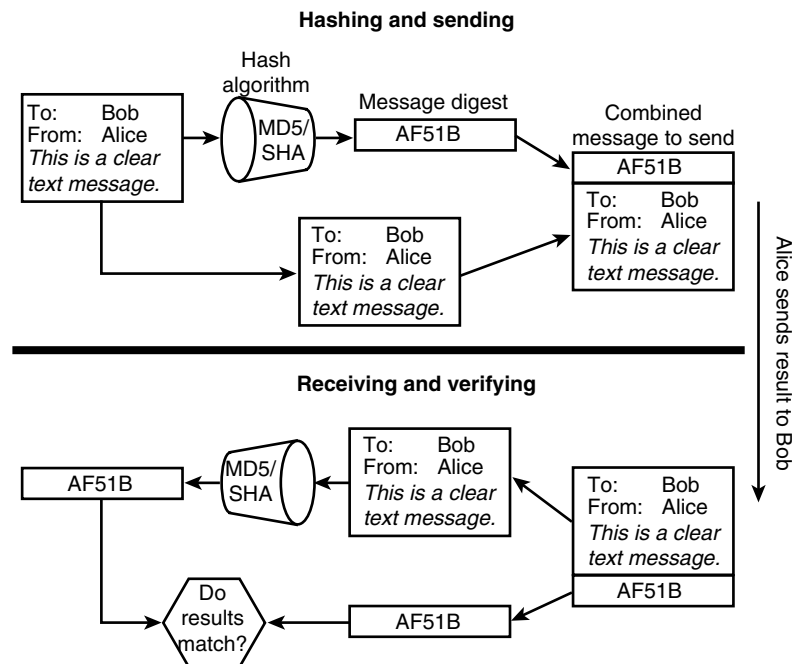 Hashing and sending
Hash
algorithm
To: Bob
From: Alice
This is a clear
text message.
MD5/
SHA
Message digest
AF51B
Combined
message to send
AF51B
To: Bob
From: Alice
This is a clear
text message.
To: Bob
From: Alice
This is a clear
text message.
Alice sends result to Bob
Receiving and verifying
AF51B
MD5/
SHA
To: Bob
From: Alice
This is a clear
text message.
To: Bob
From: Alice
This is a clear
text message.
AF51B
Do
results
match?
AF51B